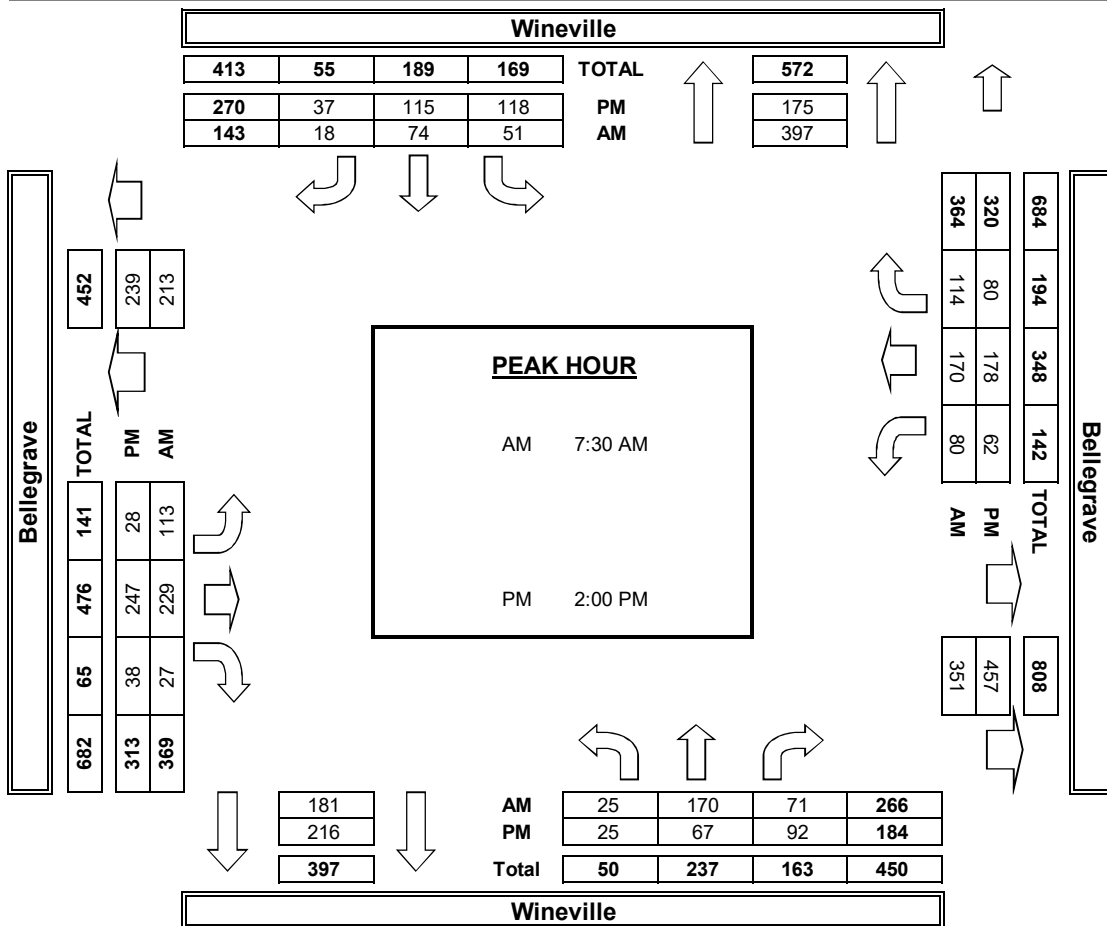 Wineville
413 55 189 169 TOTAL 572
270 37 115 118 PM 175
143 18 74 51 AM 397
Bellegrave
452
239
213
TOTAL 141 476 65 682
PM 28 247 38 313
AM 113 229 27 369
PEAK HOUR
AM 7:30 AM
PM 2:00 PM
684 194 348 142 TOTAL 808
320 80 178 62 PM 457
364 114 170 80 AM 351
Bellegrave
181 AM 25 170 71 266
216 PM 25 67 92 184
397 Total 50 237 163 450
Wineville